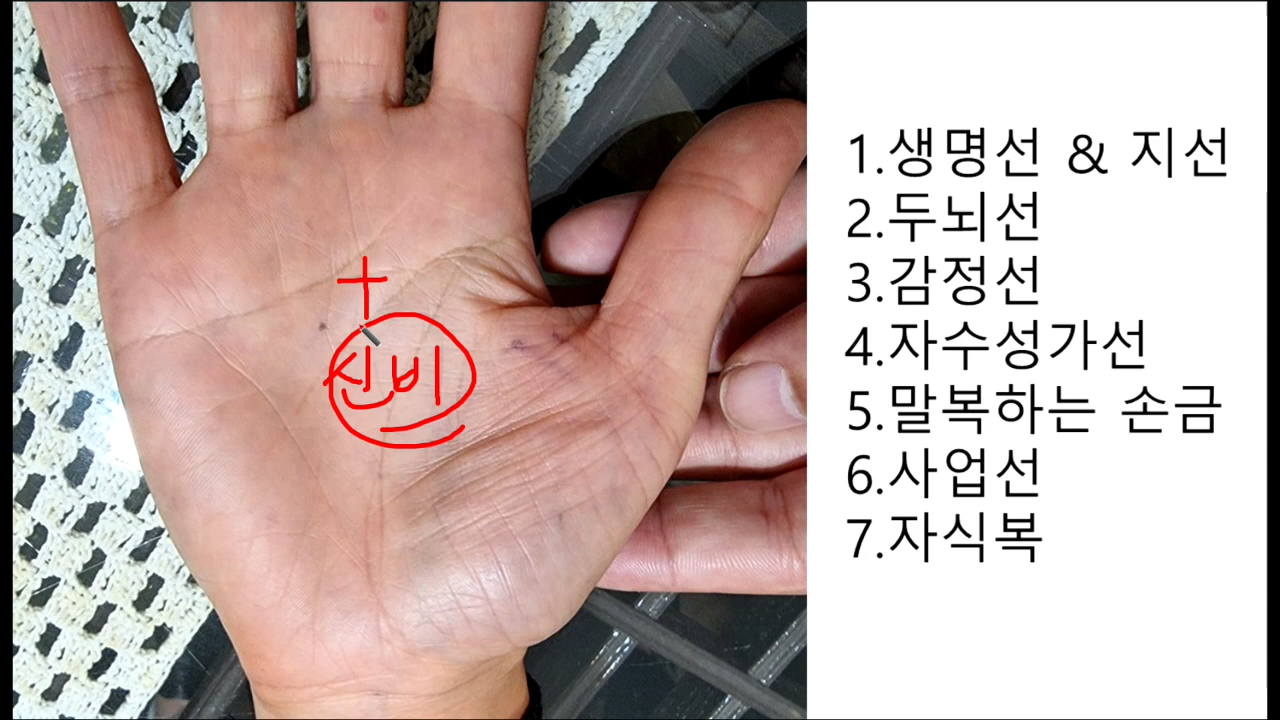 신비
1.생명선 & 지선
2.두뇌선
3.감정선
4.자수성가선
5.말복하는 손금
6.사업선
7.자식복